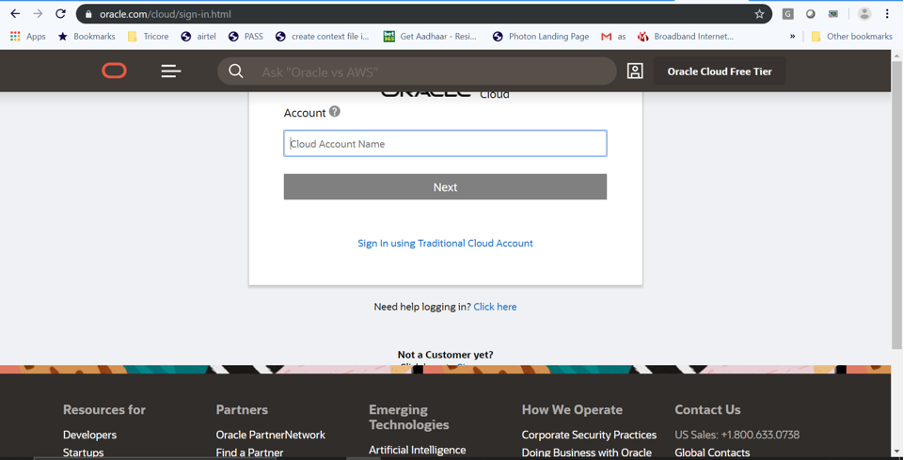 oracle.com/cloud/sign-in.html
Apps Bookmarks Tricore airtel PASS create context file i... Get Aadhaar - Resi... Photon Landing Page as Broadband Internet... » Other bookmarks
Ask "Oracle vs AWS"
Oracle Cloud Free Tier
ORACLE Cloud
Account ?
Cloud Account Name
Next
Sign In using Traditional Cloud Account
Need help logging in? Click here
Not a Customer yet?
Resources for
Developers
Startups
Partners
Oracle PartnerNetwork
Find a Partner
Emerging
Technologies
Artificial Intelligence
How We Operate
Corporate Security Practices
Doing Business with Oracle
Contact Us
US Sales: +1.800.633.0738
Global Contacts